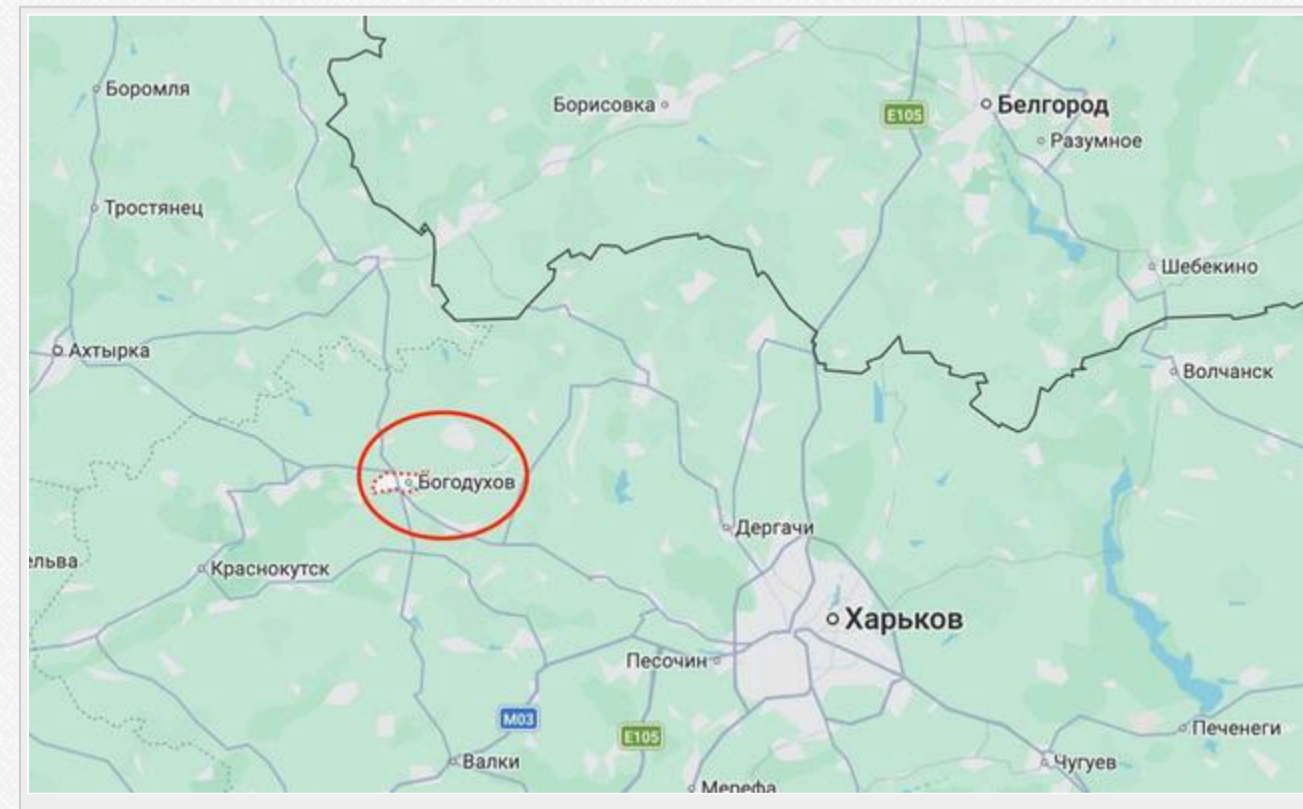 Боромля
Борисовка
E105
Белгород
Разумное
Тростянец
Шебекино
Ахтырка
Волчанск
Богодухов
Дергачи
ельва
Краснокутск
Харьков
Песочин
M03
E105
Печенеги
Валки
Чугуев
Мерефа